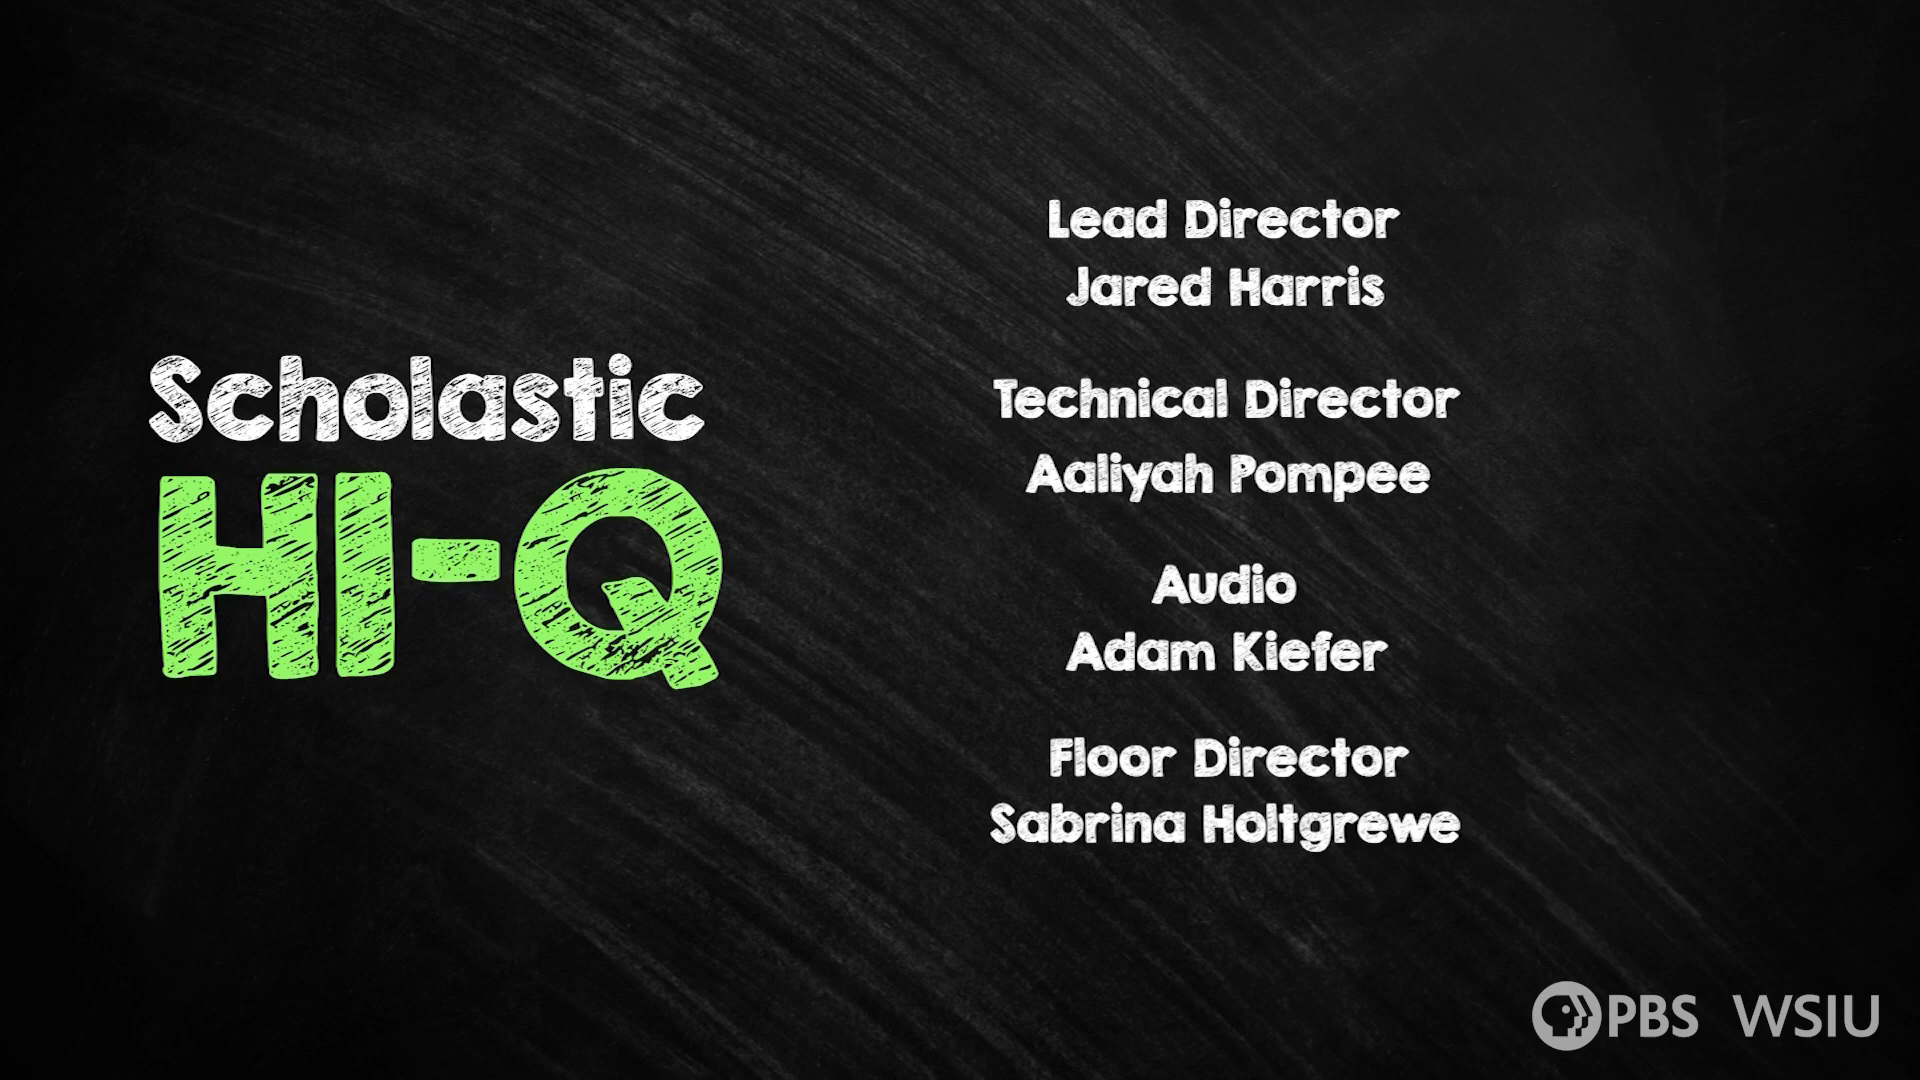 Scholastic
HI-Q
Lead Director
Jared Harris
Technical Director
Aaliyah Pompee
Audio
Adam Kiefer
Floor Director
Sabrina Holtgrewe
PBS WSIU